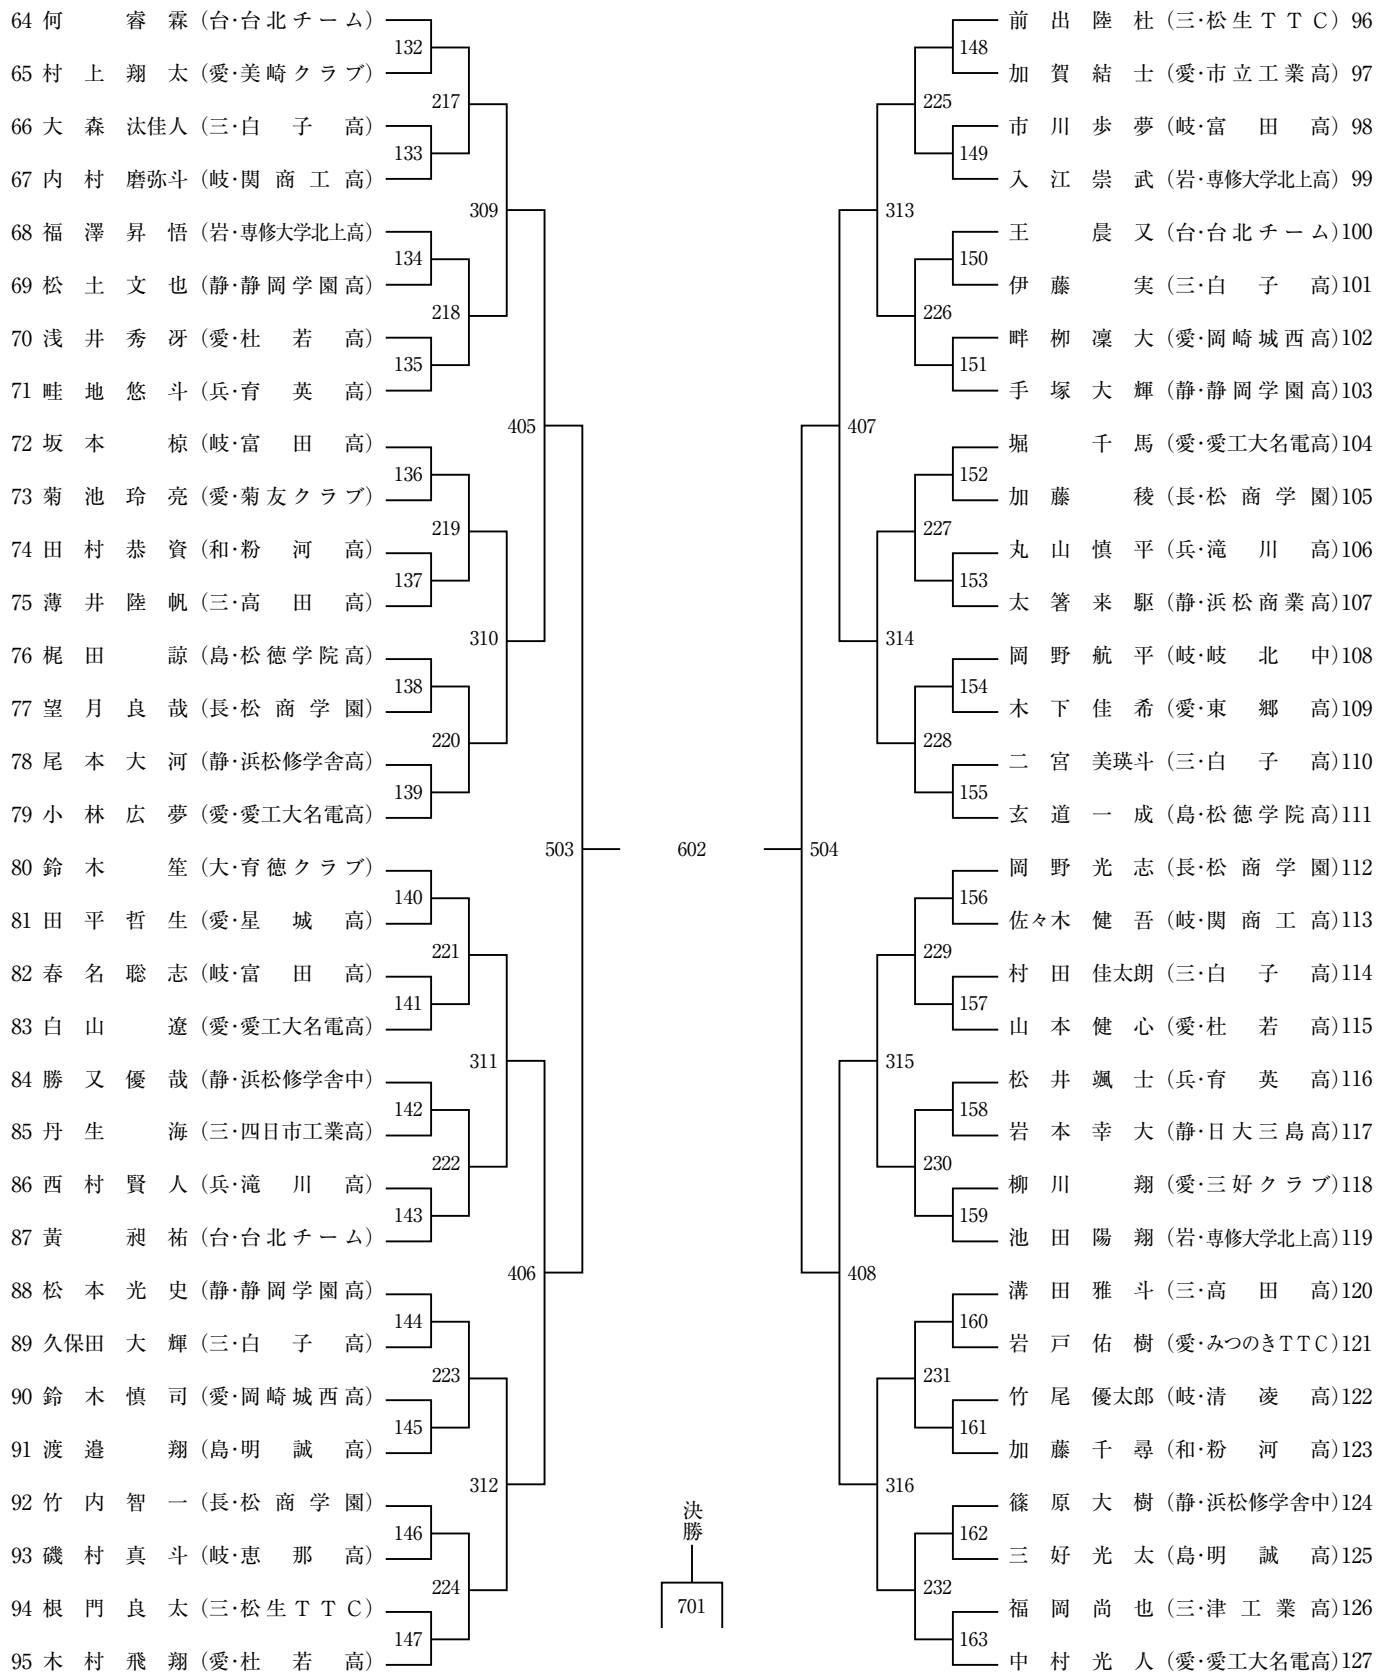 64 何 睿 霖 (台・台北チーム)
132
65 村 上 翔 太 (愛・美崎クラブ)
217
66 大 森 汰佳人 (三・白子高)
133
67 内 村 磨弥斗 (岐・関商工高)
309
68 福 澤 昇 悟 (岩・専修大学北上高)
134
69 松 土 文 也 (静・静岡学園高)
218
70 浅 井 秀 冴 (愛・杜若高)
135
71 畦 地 悠 斗 (兵・育英高)
405
72 坂 本 椋 (岐・富田高)
136
73 菊 池 玲 亮 (愛・菊友クラブ)
219
74 田 村 恭 資 (和・粉河高)
137
75 薄 井 陸 帆 (三・高田高)
310
76 梶 田 諒 (島・松徳学院高)
138
77 望 月 良 哉 (長・松商学園)
220
78 尾 本 大 河 (静・浜松修学舎高)
139
79 小 林 広 夢 (愛・愛工大名電高)
503
80 鈴 木 笙 (大・育徳クラブ)
140
81 田 平 哲 生 (愛・星城高)
221
82 春 名 聡 志 (岐・富田高)
141
83 白 山 遼 (愛・愛工大名電高)
311
84 勝 又 優 哉 (静・浜松修学舎中)
142
85 丹 生 海 (三・四日市工業高)
222
86 西 村 賢 人 (兵・滝川高)
143
87 黃 昶 祐 (台・台北チーム)
406
88 松 本 光 史 (静・静岡学園高)
144
89 久保田 大 輝 (三・白子高)
223
90 鈴 木 慎 司 (愛・岡崎城西高)
145
91 渡 邉 翔 (島・明誠高)
312
92 竹 内 智 一 (長・松商学園)
146
93 磯 村 真 斗 (岐・恵那高)
224
94 根 門 良 太 (三・松生TTC)
147
95 木 村 飛 翔 (愛・杜若高)
602
決勝
701
前 出 陸 杜 (三・松生TTC) 96
148
加 賀 結 士 (愛・市立工業高) 97
225
市 川 歩 夢 (岐・富田高) 98
149
入 江 崇 武 (岩・専修大学北上高) 99
313
王 晨 又 (台・台北チーム) 100
150
伊 藤 実 (三・白子高) 101
226
畔 柳 凜 大 (愛・岡崎城西高) 102
151
手 塚 大 輝 (静・静岡学園高) 103
407
堀 千 馬 (愛・愛工大名電高) 104
152
加 藤 稜 (長・松商学園) 105
227
丸 山 慎 平 (兵・滝川高) 106
153
太 箸 来 駆 (静・浜松商業高) 107
314
岡 野 航 平 (岐・岐北中) 108
154
木 下 佳 希 (愛・東郷高) 109
228
二 宮 美瑛斗 (三・白子高) 110
155
玄 道 一 成 (島・松徳学院高) 111
504
岡 野 光 志 (長・松商学園) 112
156
佐々木 健 吾 (岐・関商工高) 113
229
村 田 佳太朗 (三・白子高) 114
157
山 本 健 心 (愛・杜若高) 115
315
松 井 颯 士 (兵・育英高) 116
158
岩 本 幸 大 (静・日大三島高) 117
230
柳 川 翔 (愛・三好クラブ) 118
159
池 田 陽 翔 (岩・専修大学北上高) 119
408
溝 田 雅 斗 (三・高田高) 120
160
岩 戸 佑 樹 (愛・みつのきTTC) 121
231
竹 尾 優太郎 (岐・清凌高) 122
161
加 藤 千 尋 (和・粉河高) 123
316
篠 原 大 樹 (静・浜松修学舎中) 124
162
三 好 光 太 (島・明誠高) 125
232
福 岡 尚 也 (三・津工業高) 126
163
中 村 光 人 (愛・愛工大名電高) 127